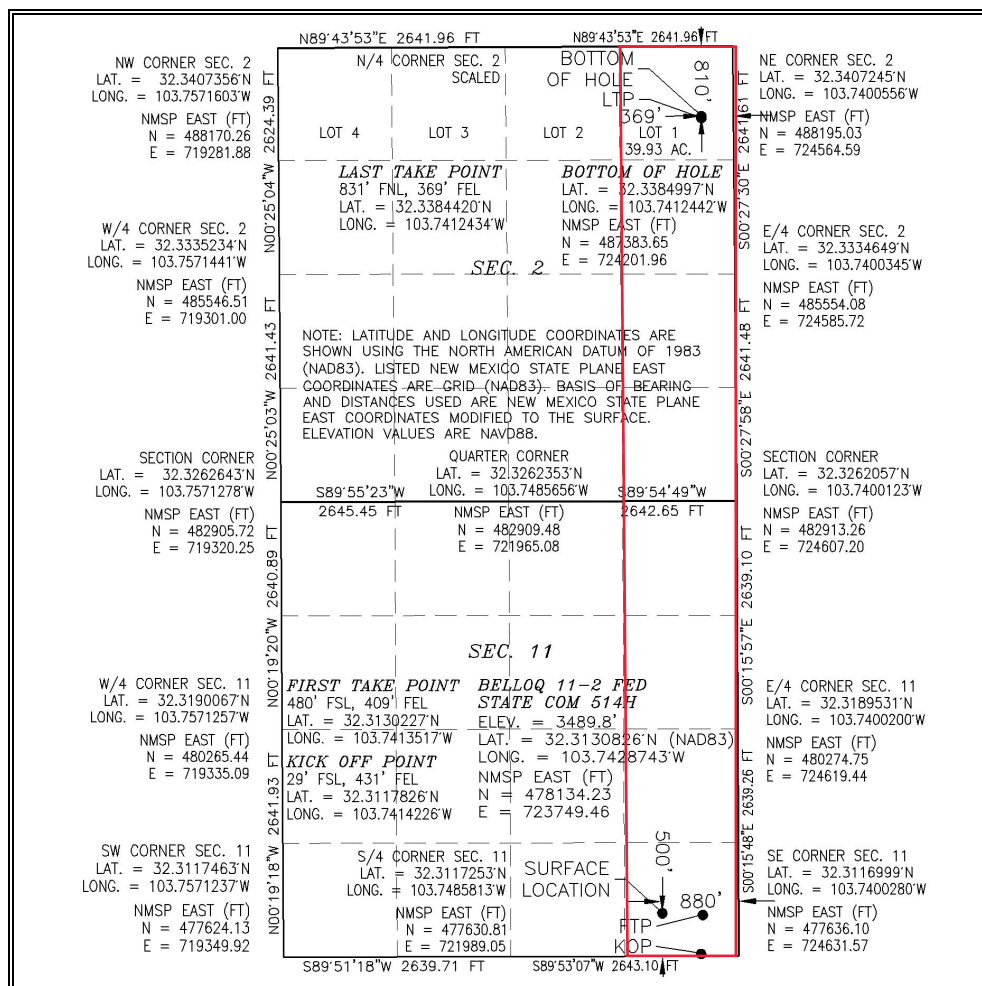 N89°43'53"E 2641.96 FT
N89°43'53"E 2641.96 FT
NW CORNER SEC. 2
LAT. = 32.3407356°N
LONG. = 103.7571603°W
NMSP EAST (FT)
N = 488170.26
E = 719281.88
N/4 CORNER SEC. 2
SCALED
BOTTOM
OF HOLE
LTP
369'
810'
NE CORNER SEC. 2
LAT. = 32.3407245°N
LONG. = 103.7400556°W
NMSP EAST (FT)
N = 488195.03
E = 724564.59
N00°25'04"W 2624.39 FT
LOT 4
LOT 3
LOT 2
LOT 1
39.93 AC.
S00°27'30"E 2641.61 FT
LAST TAKE POINT
831' FNL, 369' FEL
LAT. = 32.3384420°N
LONG. = 103.7412434°W
BOTTOM OF HOLE
LAT. = 32.3384997°N
LONG. = 103.7412442°W
NMSP EAST (FT)
N = 487383.65
E = 724201.96
W/4 CORNER SEC. 2
LAT. = 32.3335234°N
LONG. = 103.7571441°W
NMSP EAST (FT)
N = 485546.51
E = 719301.00
SEC. 2
E/4 CORNER SEC. 2
LAT. = 32.3334649°N
LONG. = 103.7400345°W
NMSP EAST (FT)
N = 485554.08
E = 724585.72
N00°25'03"W 2641.43 FT
NOTE: LATITUDE AND LONGITUDE COORDINATES ARE
SHOWN USING THE NORTH AMERICAN DATUM OF 1983
(NAD83). LISTED NEW MEXICO STATE PLANE EAST
COORDINATES ARE GRID (NAD83). BASIS OF BEARING
AND DISTANCES USED ARE NEW MEXICO STATE PLANE
EAST COORDINATES MODIFIED TO THE SURFACE.
ELEVATION VALUES ARE NAVD88.
S00°27'58"E 2641.48 FT
SECTION CORNER
LAT. = 32.3262643°N
LONG. = 103.7571278°W
NMSP EAST (FT)
N = 482905.72
E = 719320.25
QUARTER CORNER
LAT. = 32.3262353°N
LONG. = 103.7485656°W
S89°55'23"W
2645.45 FT
NMSP EAST (FT)
N = 482909.48
E = 721965.08
S89°54'49"W
2642.65 FT
SECTION CORNER
LAT. = 32.3262057°N
LONG. = 103.7400123°W
NMSP EAST (FT)
N = 482913.26
E = 724607.20
N00°19'20"W 2640.89 FT
S00°15'57"E 2639.10 FT
SEC. 11
W/4 CORNER SEC. 11
LAT. = 32.3190067°N
LONG. = 103.7571257°W
NMSP EAST (FT)
N = 480265.44
E = 719335.09
FIRST TAKE POINT
480' FSL, 409' FEL
LAT. = 32.3130227°N
LONG. = 103.7413517°W
KICK OFF POINT
29' FSL, 431' FEL
LAT. = 32.3117826°N
LONG. = 103.7414226°W
BELLOQ 11-2 FED
STATE COM 514H
ELEV. = 3489.8'
LAT. = 32.3130826°N (NAD83)
LONG. = 103.7428743°W
NMSP EAST (FT)
N = 478134.23
E = 723749.46
E/4 CORNER SEC. 11
LAT. = 32.3189531°N
LONG. = 103.7400200°W
NMSP EAST (FT)
N = 480274.75
E = 724619.44
N00°19'18"W 2641.93 FT
S00°15'48"E 2639.26 FT
SW CORNER SEC. 11
LAT. = 32.3117463°N
LONG. = 103.7571237°W
NMSP EAST (FT)
N = 477624.13
E = 719349.92
S/4 CORNER SEC. 11
LAT. = 32.3117253°N
LONG. = 103.7485813°W
NMSP EAST (FT)
N = 477630.81
E = 721989.05
SURFACE
LOCATION
500'
880'
FTP
KOP
SE CORNER SEC. 11
LAT. = 32.3116999°N
LONG. = 103.7400280°W
NMSP EAST (FT)
N = 477636.10
E = 724631.57
S89°51'18"W 2639.71 FT
S89°53'07"W 2643.10 FT